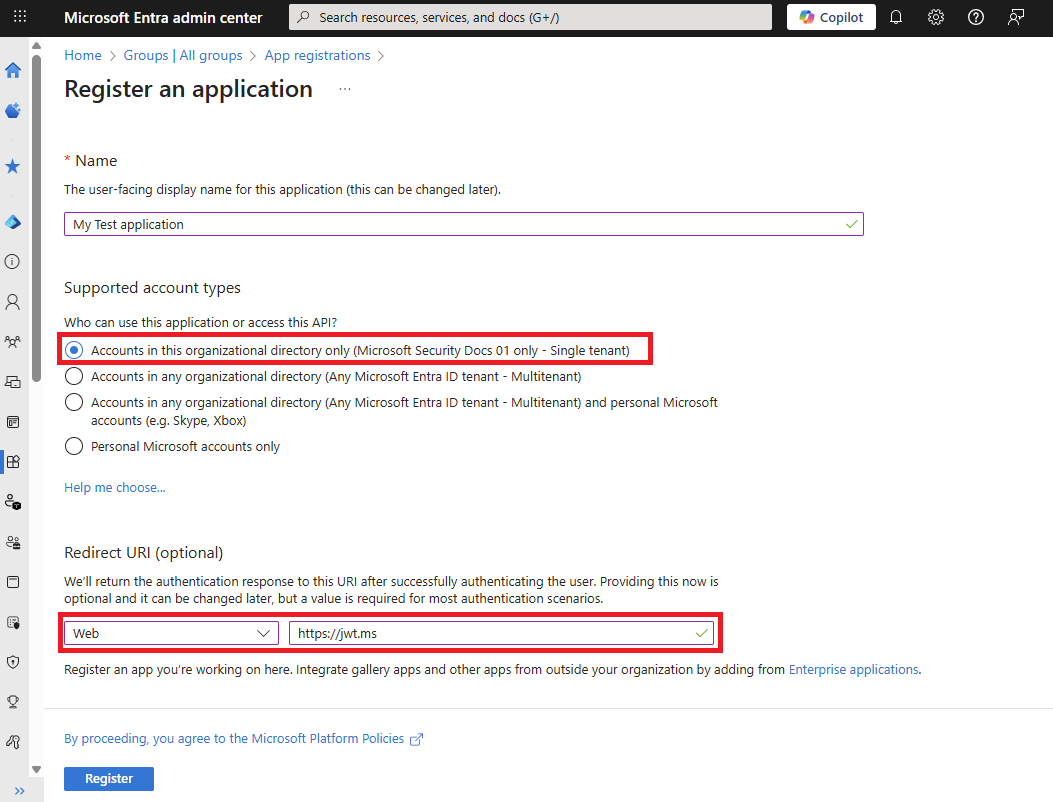 Microsoft Entra admin center
Search resources, services, and docs (G+/)
Copilot
Home > Groups | All groups > App registrations >
Register an application ...
* Name
The user-facing display name for this application (this can be changed later).
My Test application
Supported account types
Who can use this application or access this API?
Accounts in this organizational directory only (Microsoft Security Docs 01 only - Single tenant)
Accounts in any organizational directory (Any Microsoft Entra ID tenant - Multitenant)
Accounts in any organizational directory (Any Microsoft Entra ID tenant - Multitenant) and personal Microsoft
accounts (e.g. Skype, Xbox)
Personal Microsoft accounts only
Help me choose...
Redirect URI (optional)
We'll return the authentication response to this URI after successfully authenticating the user. Providing this now is
optional and it can be changed later, but a value is required for most authentication scenarios.
Web
https://jwt.ms
Register an app you're working on here. Integrate gallery apps and other apps from outside your organization by adding from Enterprise applications.
By proceeding, you agree to the Microsoft Platform Policies
Register